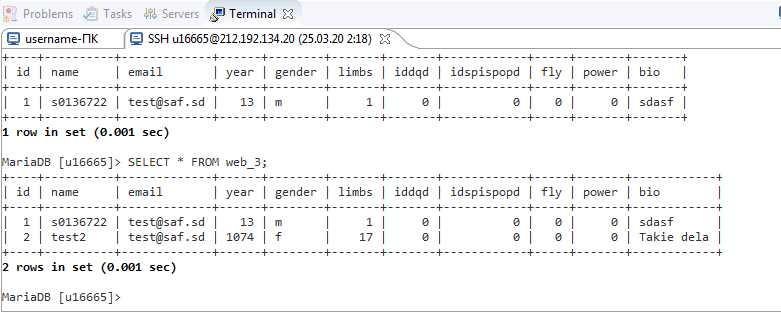 Problems Tasks Servers Terminal
username-ПК SSH u16665@212.192.134.20 (25.03.20 2:18)
+----+----------+-------------+------+--------+-------+-------+-----------+-----+-------+-------+
| id | name     | email       | year | gender | limbs | iddqd | idspispopd | fly | power | bio   |
+----+----------+-------------+------+--------+-------+-------+-----------+-----+-------+-------+
|  1 | s0136722 | test@saf.sd |   13 | m      |     1 |     0 |          0 |   0 |     0 | sdasf |
+----+----------+-------------+------+--------+-------+-------+-----------+-----+-------+-------+
1 row in set (0.001 sec)
MariaDB [u16665]> SELECT * FROM web_3;
+----+----------+-------------+------+--------+-------+-------+------------+-----+-------+------------+
| id | name     | email       | year | gender | limbs | iddqd | idspispopd | fly | power | bio        |
+----+----------+-------------+------+--------+-------+-------+------------+-----+-------+------------+
|  1 | s0136722 | test@saf.sd |   13 | m      |     1 |     0 |          0 |   0 |     0 | sdasf      |
|  2 | test2    | test@saf.sd | 1074 | f      |    17 |     0 |          0 |   0 |     0 | Takie dela |
+----+----------+-------------+------+--------+-------+-------+------------+-----+-------+------------+
2 rows in set (0.001 sec)
MariaDB [u16665]>